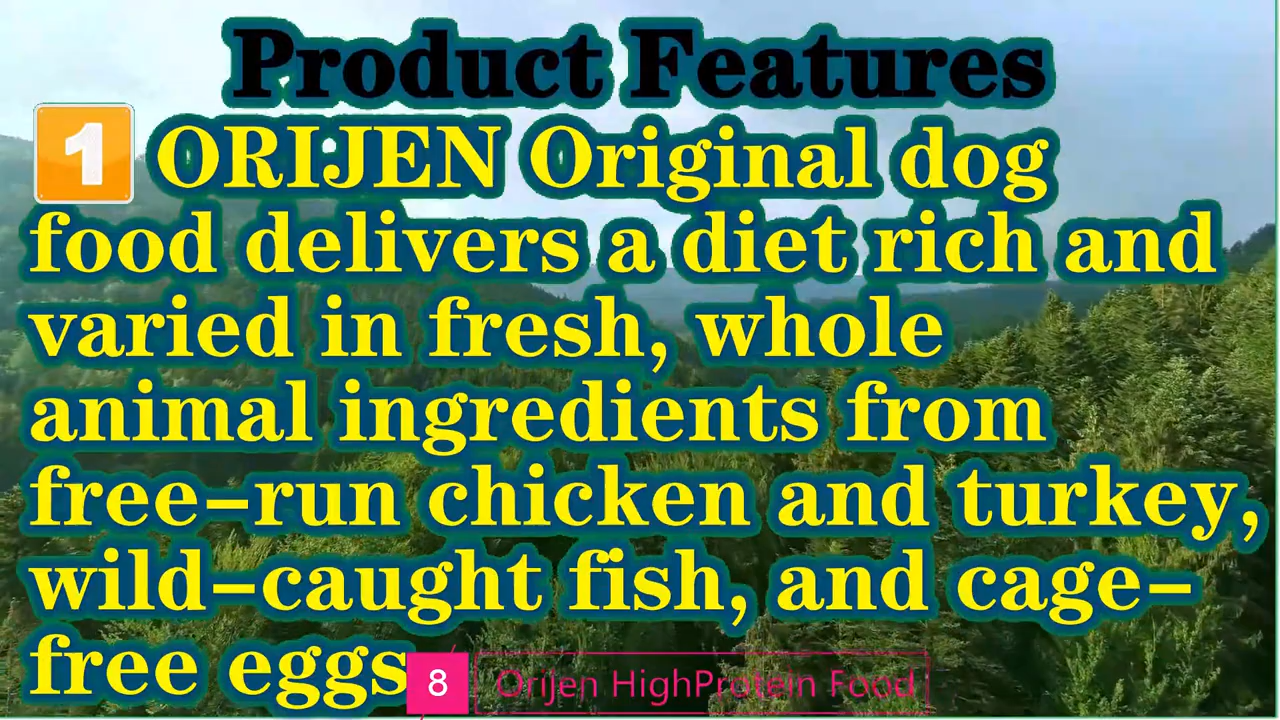 Product Features
1 ORIJEN Original dog
food delivers a diet rich and
varied in fresh, whole
animal ingredients from
free-run chicken and turkey,
wild-caught fish, and cage-
free eggs
8 Orijen HighProtein Food